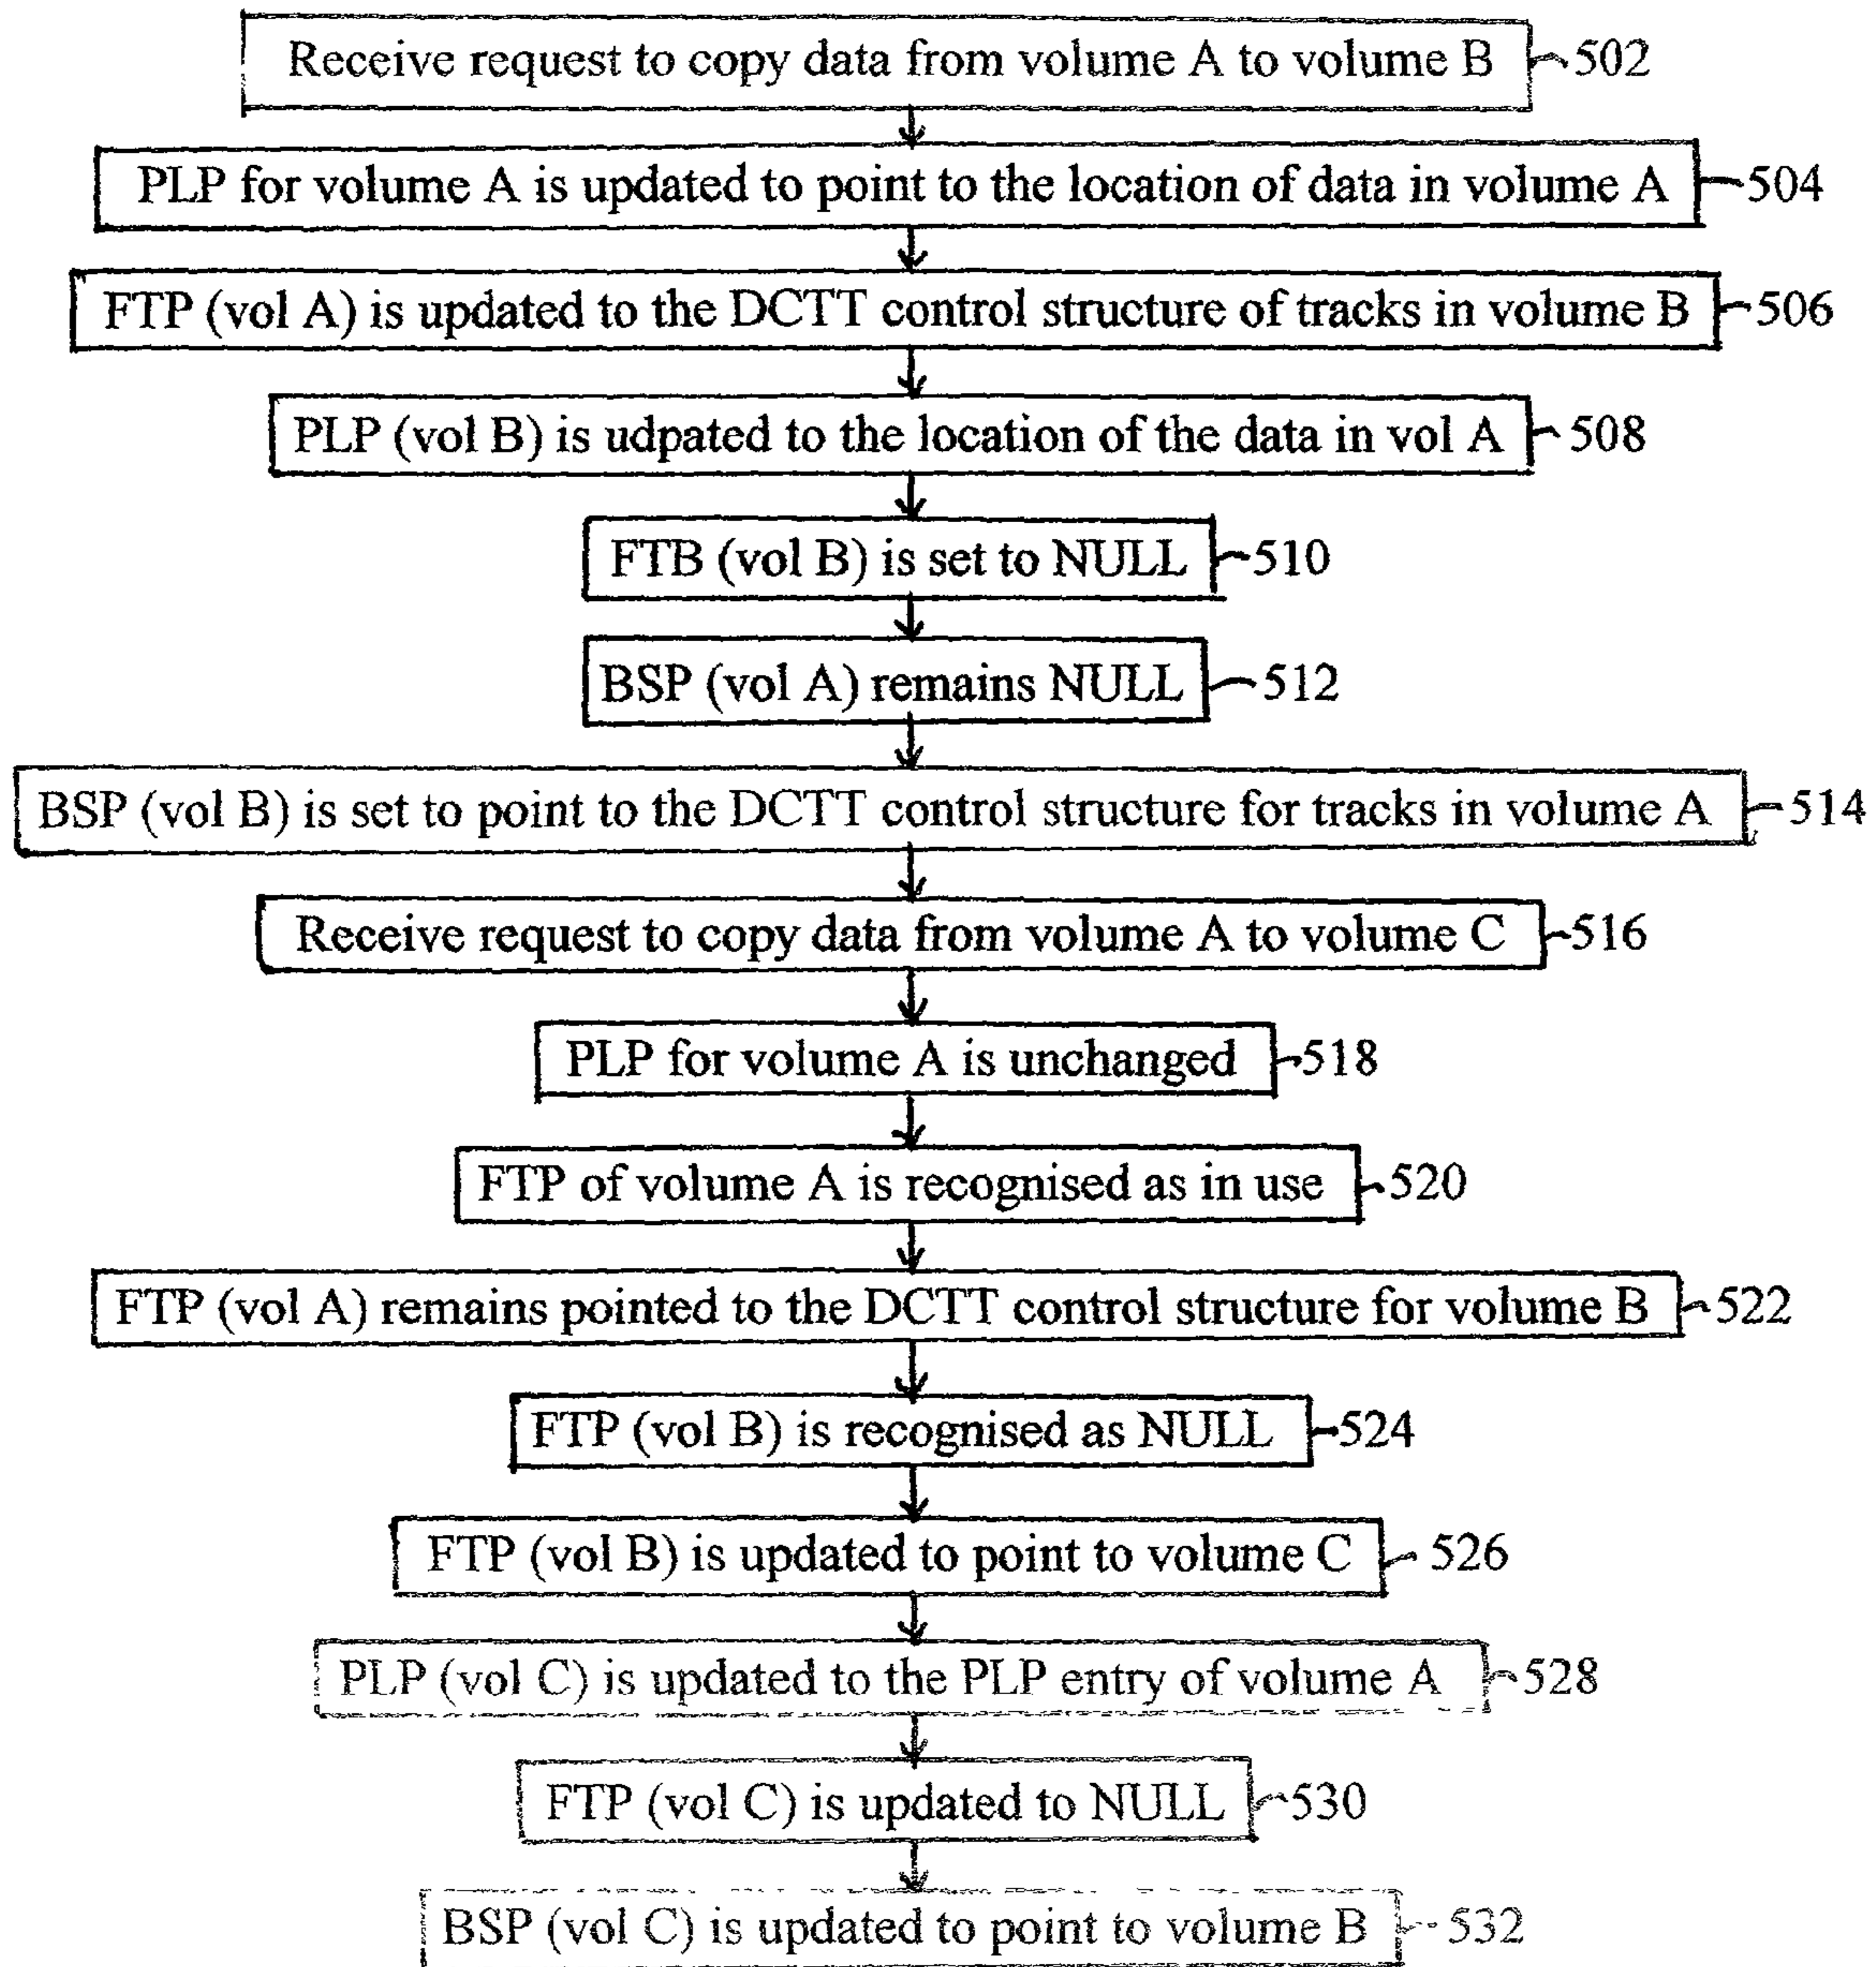 Receive request to copy data from volume A to volume B 502
PLP for volume A is updated to point to the location of data in volume A 504
FTP (vol A) is updated to the DCTT control structure of tracks in volume B 506
PLP (vol B) is udpated to the location of the data in vol A 508
FTB (vol B) is set to NULL 510
BSP (vol A) remains NULL 512
BSP (vol B) is set to point to the DCTT control structure for tracks in volume A 514
Receive request to copy data from volume A to volume C 516
PLP for volume A is unchanged 518
FTP of volume A is recognised as in use 520
FTP (vol A) remains pointed to the DCTT control structure for volume B 522
FTP (vol B) is recognised as NULL 524
FTP (vol B) is updated to point to volume C 526
PLP (vol C) is updated to the PLP entry of volume A 528
FTP (vol C) is updated to NULL 530
BSP (vol C) is updated to point to volume B 532